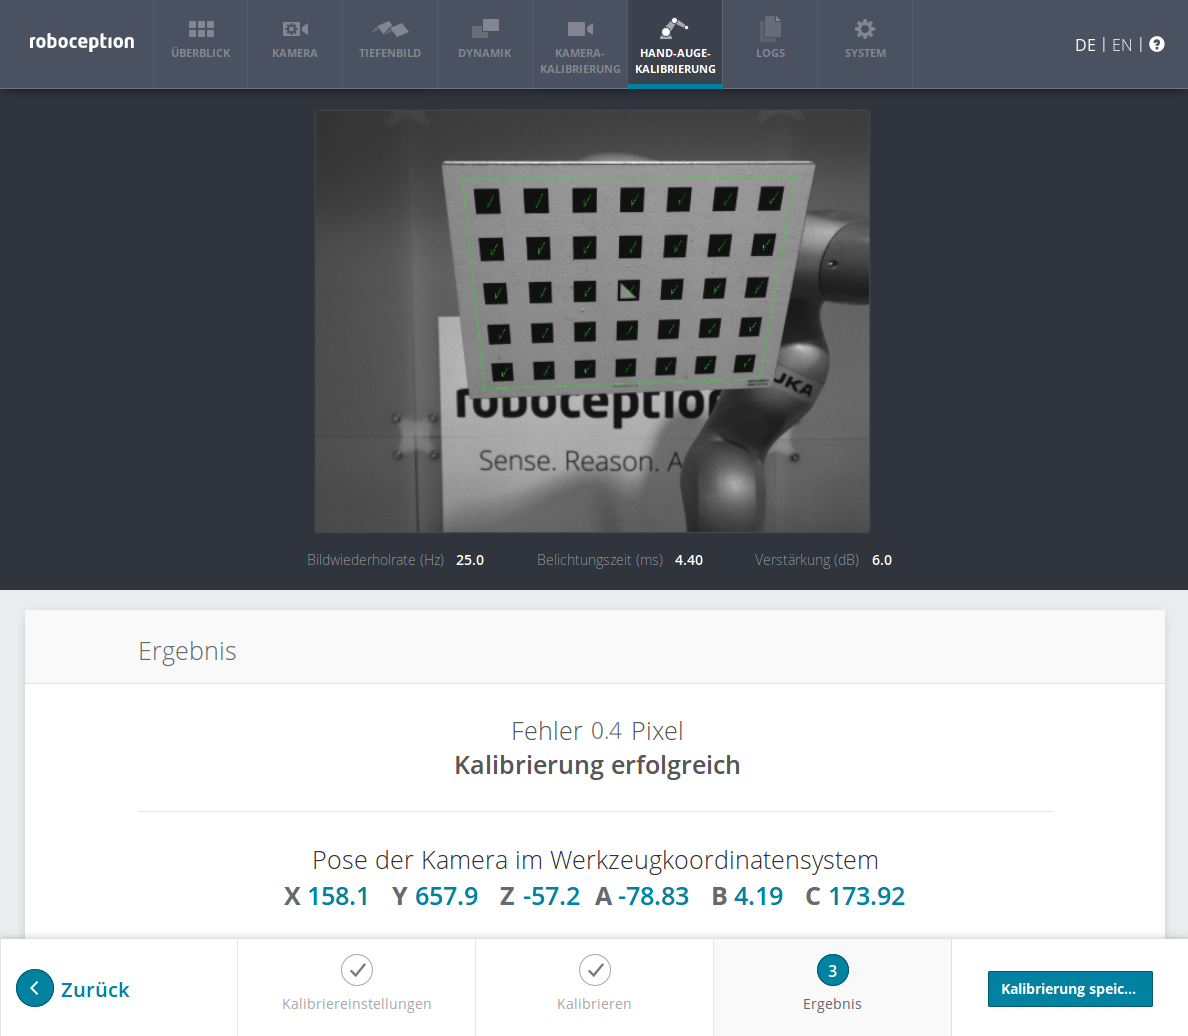 roboception
ÜBERBLICK
KAMERA
TIEFENBILD
DYNAMIK
KAMERA-
KALIBRIERUNG
HAND-AUGE-
KALIBRIERUNG
LOGS
SYSTEM
DE | EN | ?
roboception
Sense. Reason. A
UKA
Bildwiederholrate (Hz) 25.0 Belichtungszeit (ms) 4.40 Verstärkung (dB) 6.0
Ergebnis
Fehler 0.4 Pixel
Kalibrierung erfolgreich
Pose der Kamera im Werkzeugkoordinatensystem
X 158.1 Y 657.9 Z -57.2 A -78.83 B 4.19 C 173.92
Zurück
Kalibriereinstellungen
Kalibrieren
3
Ergebnis
Kalibrierung speic...